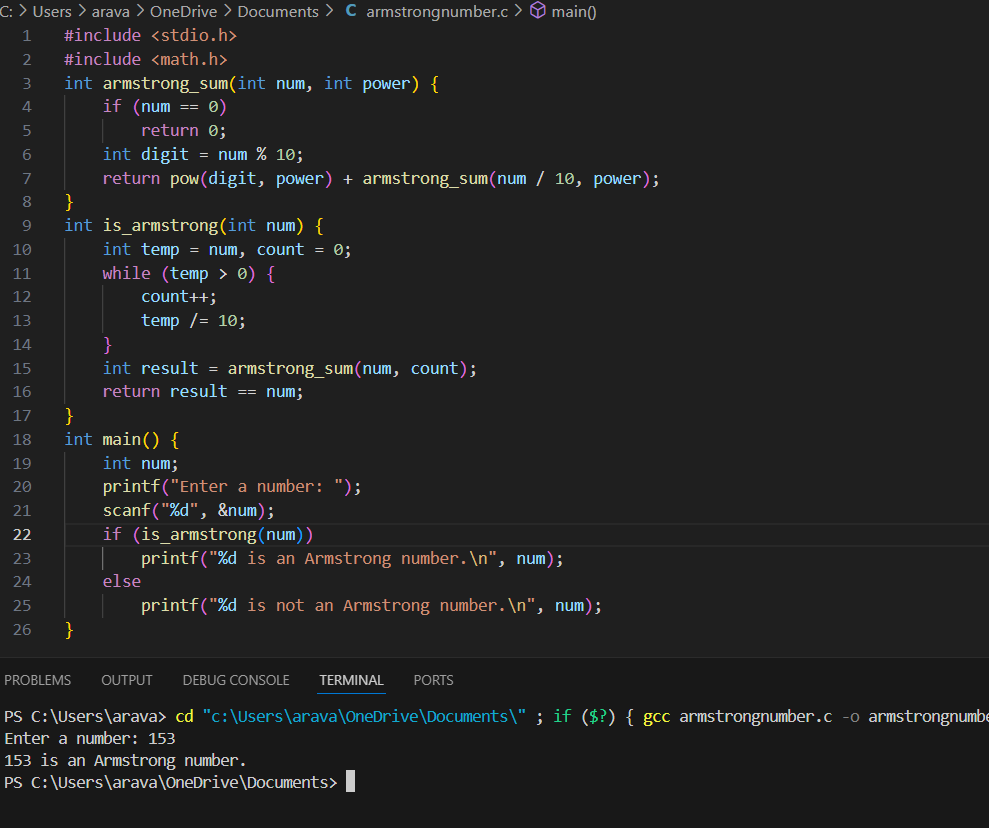 C: > Users > arava > OneDrive > Documents > C armstrongnumber.c > main()
1 #include <stdio.h>
2 #include <math.h>
3 int armstrong_sum(int num, int power) {
4     if (num == 0)
5         return 0;
6     int digit = num % 10;
7     return pow(digit, power) + armstrong_sum(num / 10, power);
8 }
9 int is_armstrong(int num) {
10     int temp = num, count = 0;
11     while (temp > 0) {
12         count++;
13         temp /= 10;
14     }
15     int result = armstrong_sum(num, count);
16     return result == num;
17 }
18 int main() {
19     int num;
20     printf("Enter a number: ");
21     scanf("%d", &num);
22     if (is_armstrong(num))
23         printf("%d is an Armstrong number.\n", num);
24     else
25         printf("%d is not an Armstrong number.\n", num);
26 }
PROBLEMS OUTPUT DEBUG CONSOLE TERMINAL PORTS
PS C:\Users\arava> cd "c:\Users\arava\OneDrive\Documents\" ; if ($?) { gcc armstrongnumber.c -o armstrongnumbe
Enter a number: 153
153 is an Armstrong number.
PS C:\Users\arava\OneDrive\Documents>